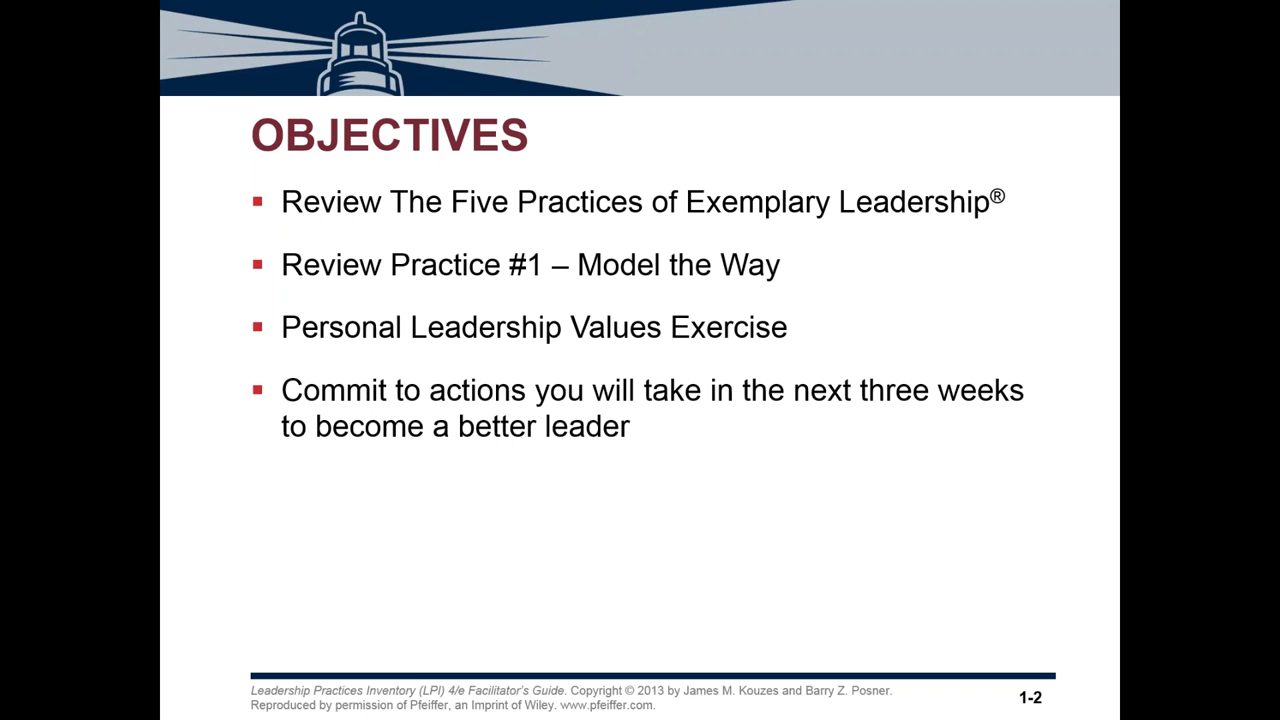 OBJECTIVES
Review The Five Practices of Exemplary Leadership®
Review Practice #1 – Model the Way
Personal Leadership Values Exercise
Commit to actions you will take in the next three weeks
to become a better leader
Leadership Practices Inventory (LPI) 4/e Facilitator's Guide. Copyright © 2013 by James M. Kouzes and Barry Z. Posner.
Reproduced by permission of Pfeiffer, an Imprint of Wiley. www.pfeiffer.com.
1-2